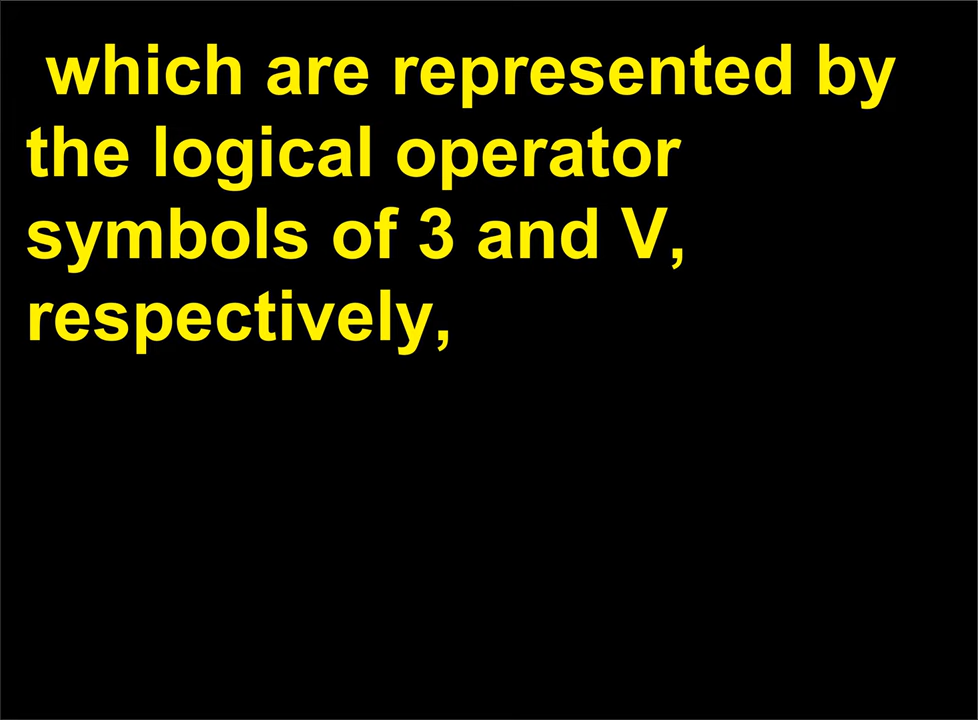 which are represented by
the logical operator
symbols of 3 and V,
respectively,